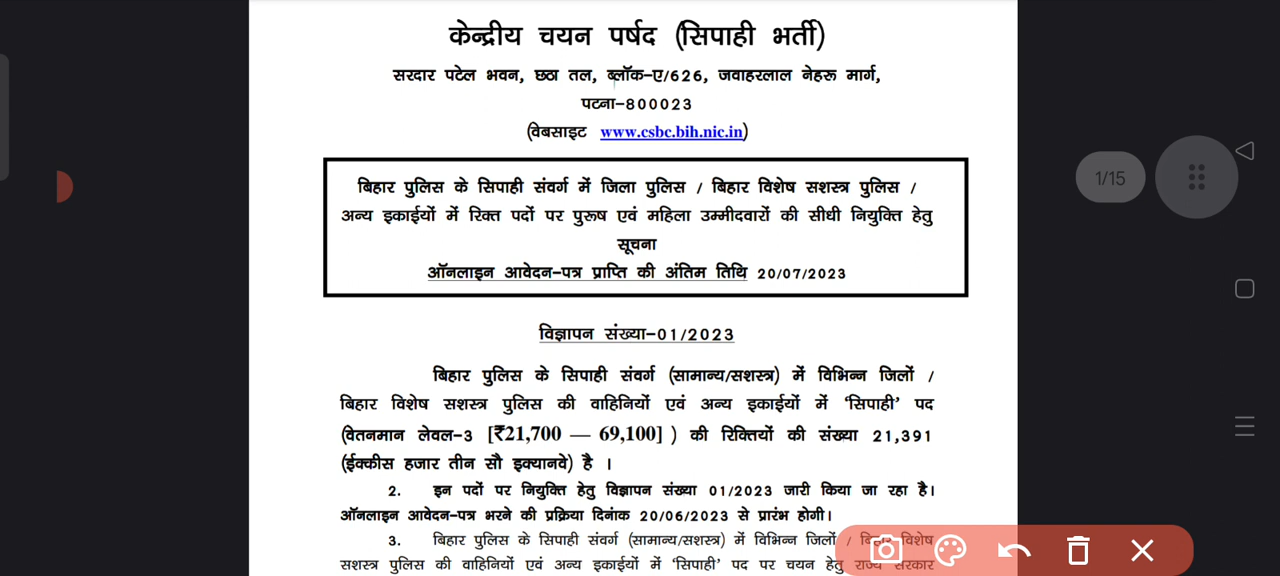 केन्द्रीय चयन पर्षद (सिपाही भर्ती)
सरदार पटेल भवन, छठा तल, ब्लॉक-ए/626, जवाहरलाल नेहरू मार्ग,
पटना-800023
(वेबसाइट www.csbc.bih.nic.in)
बिहार पुलिस के सिपाही संवर्ग में जिला पुलिस / बिहार विशेष सशस्त्र पुलिस /
अन्य इकाईयों में रिक्त पदों पर पुरूष एवं महिला उम्मीदवारों की सीधी नियुक्ति हेतु
सूचना
ऑनलाइन आवेदन-पत्र प्राप्ति की अंतिम तिथि 20/07/2023
1/15
विज्ञापन संख्या-01/2023
बिहार पुलिस के सिपाही संवर्ग (सामान्य/सशस्त्र) में विभिन्न जिलों /
बिहार विशेष सशस्त्र पुलिस की वाहिनियों एवं अन्य इकाईयों में ‘सिपाही’ पद
(वेतनमान लेवल-3 [₹21,700 — 69,100] ) की रिक्तियों की संख्या 21,391
(ईक्कीस हजार तीन सौ इक्यानवे) है ।
2. इन पदों पर नियुक्ति हेतु विज्ञापन संख्या 01/2023 जारी किया जा रहा है।
ऑनलाइन आवेदन-पत्र भरने की प्रक्रिया दिनांक 20/06/2023 से प्रारंभ होगी।
3. बिहार पुलिस के सिपाही संवर्ग (सामान्य/सशस्त्र) में विभिन्न जिलों / बिहार विशेष
सशस्त्र पुलिस की वाहिनियों एवं अन्य इकाईयों में ‘सिपाही’ पद पर चयन हेतु राज्य सरकार